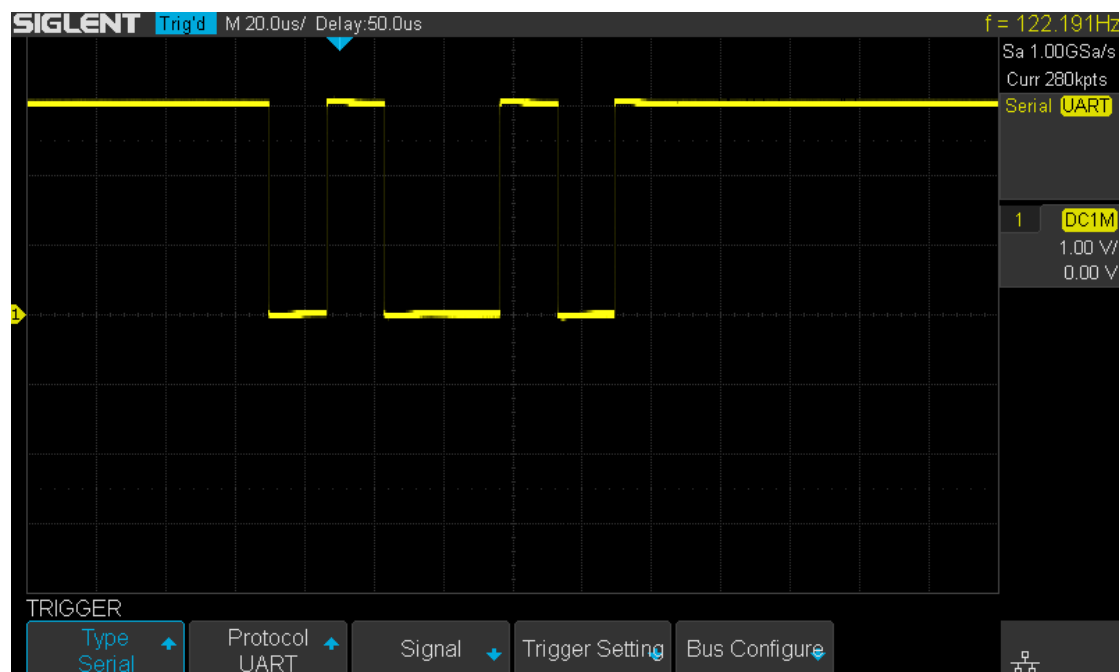 SIGLENT Trig'd M 20.0us/ Delay:50.0us f = 122.191Hz
Sa 1.00GSa/s
Curr 280kpts
Serial UART
1 DC1M
1.00 V/
0.00 V
1
TRIGGER
Type Protocol Signal Trigger Setting Bus Configure
Serial UART